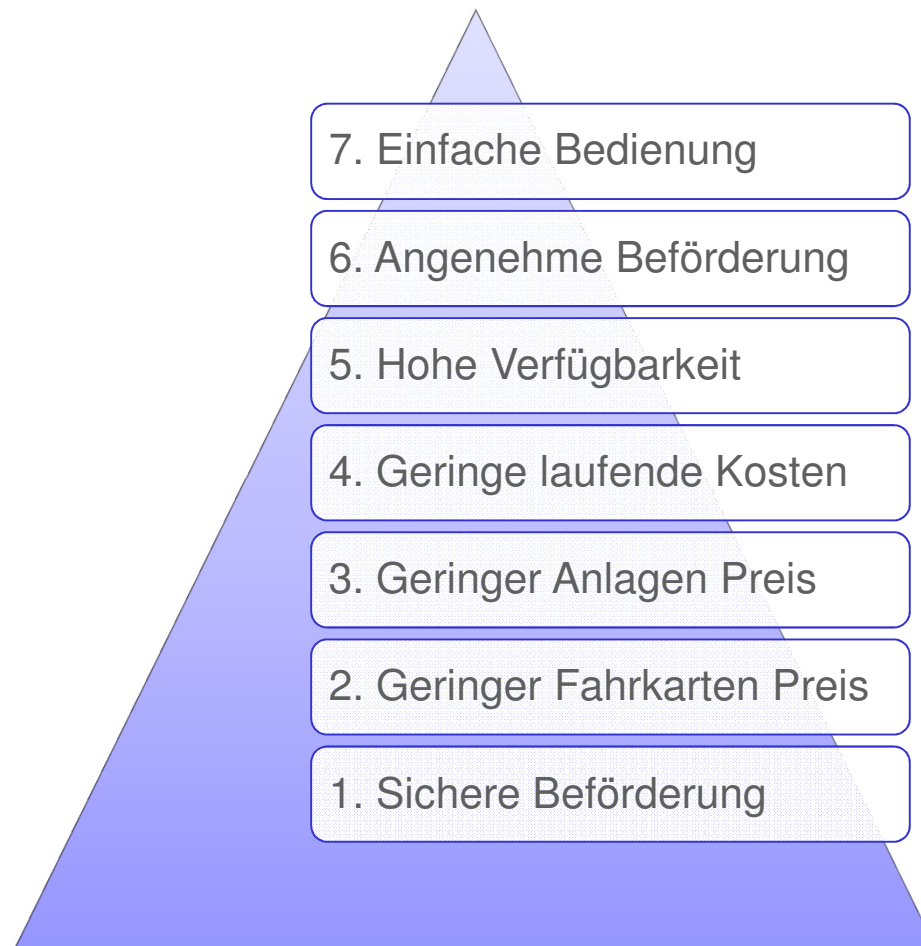 7. Einfache Bedienung
6. Angenehme Beförderung
5. Hohe Verfügbarkeit
4. Geringe laufende Kosten
3. Geringer Anlagen Preis
2. Geringer Fahrkarten Preis
1. Sichere Beförderung